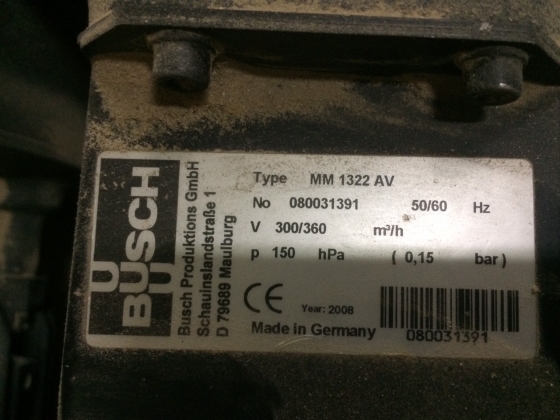 BUSCH
Busch Produktions GmbH
Schauinslandstraße 1
D 79689 Maulburg
Type MM 1322 AV
No 080031391 50/60 Hz
V 300/360 m³/h
p 150 hPa ( 0,15 bar )
CE Year: 2008
Made in Germany
080031391